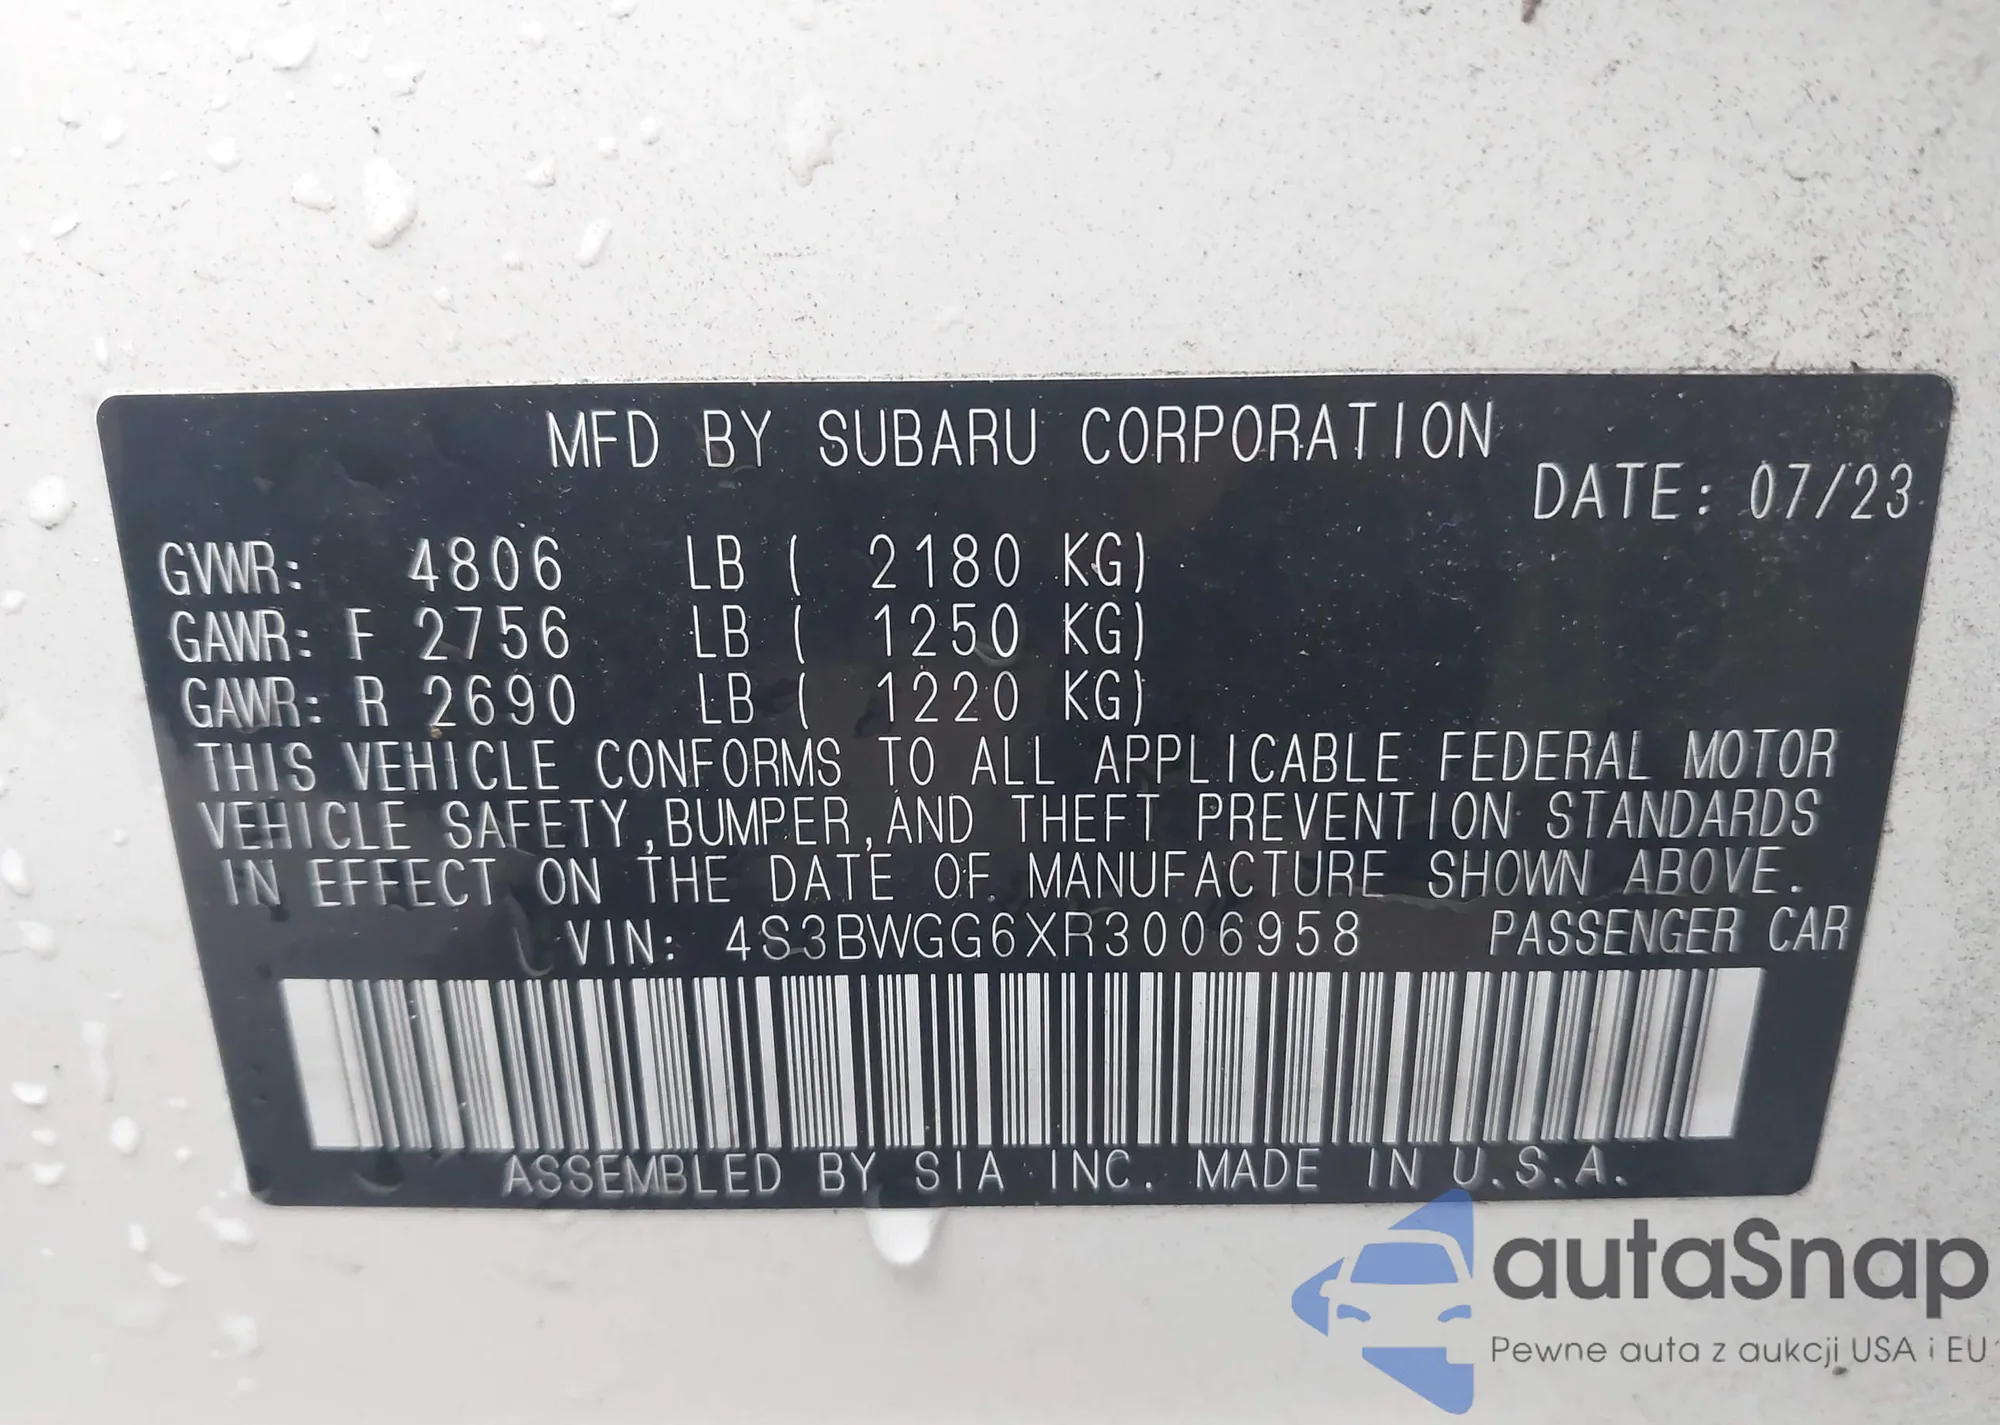 MFD BY SUBARU CORPORATION
DATE: 07/23
GVWR: 4806 LB ( 2180 KG)
GAWR: F 2756 LB ( 1250 KG)
GAWR: R 2690 LB ( 1220 KG)
THIS VEHICLE CONFORMS TO ALL APPLICABLE FEDERAL MOTOR
VEHICLE SAFETY,BUMPER,AND THEFT PREVENTION STANDARDS
IN EFFECT ON THE DATE OF MANUFACTURE SHOWN ABOVE.
VIN: 4S3BWGG6XR3006958 PASSENGER CAR
ASSEMBLED BY SIA INC. MADE IN U.S.A.
autaSnap
Pewne auta z aukcji USA i EU